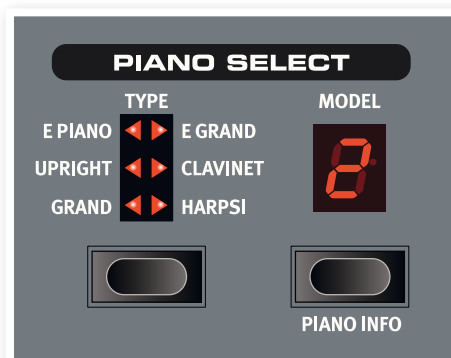 PIANO SELECT
TYPE MODEL
E PIANO E GRAND
UPRIGHT CLAVINET
GRAND HARPSI
2
PIANO INFO